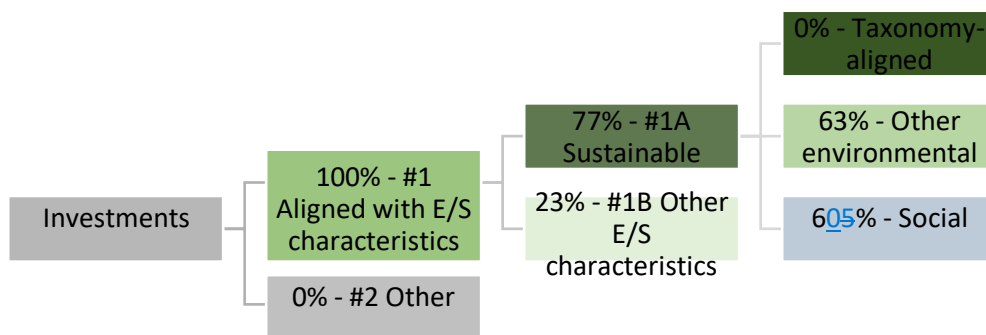 Investments
100% - #1
Aligned with E/S
characteristics
0% - #2 Other
77% - #1A
Sustainable
23% - #1B Other
E/S
characteristics
0% - Taxonomy-
aligned
63% - Other
environmental
605% - Social